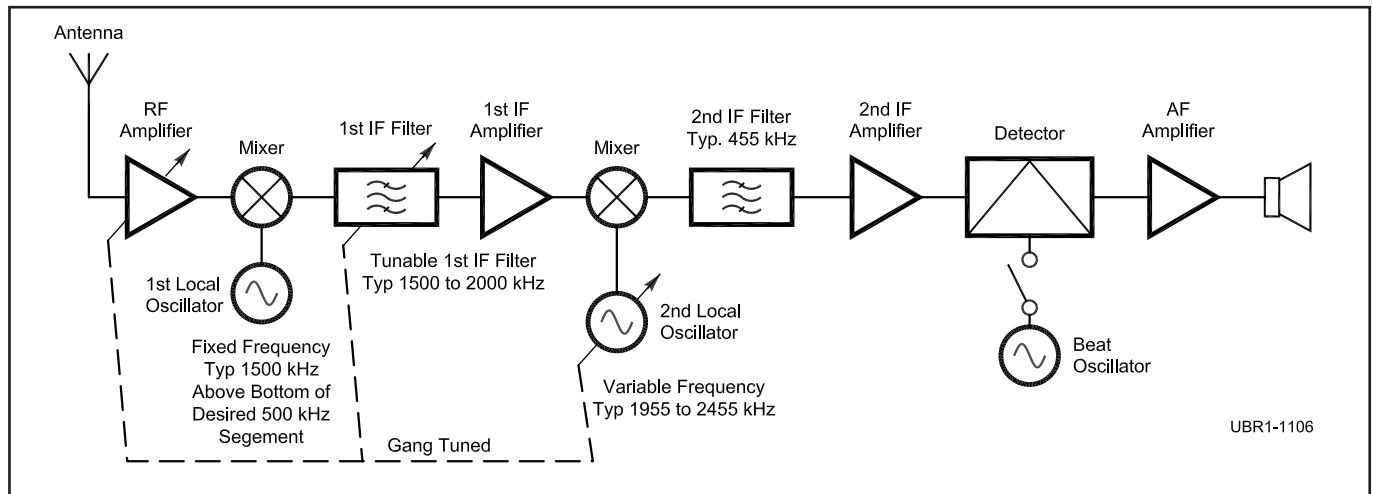 Antenna
RF
Amplifier
Mixer
1st IF Filter
1st IF
Amplifier
Mixer
2nd IF Filter
Typ. 455 kHz
2nd IF
Amplifier
Detector
AF
Amplifier
1st Local
Oscillator
Fixed Frequency
Typ 1500 kHz
Above Bottom of
Desired 500 kHz
Segement
Tunable 1st IF Filter
Typ 1500 to 2000 kHz
2nd Local
Oscillator
Variable Frequency
Typ 1955 to 2455 kHz
Beat
Oscillator
Gang Tuned
UBR1-1106